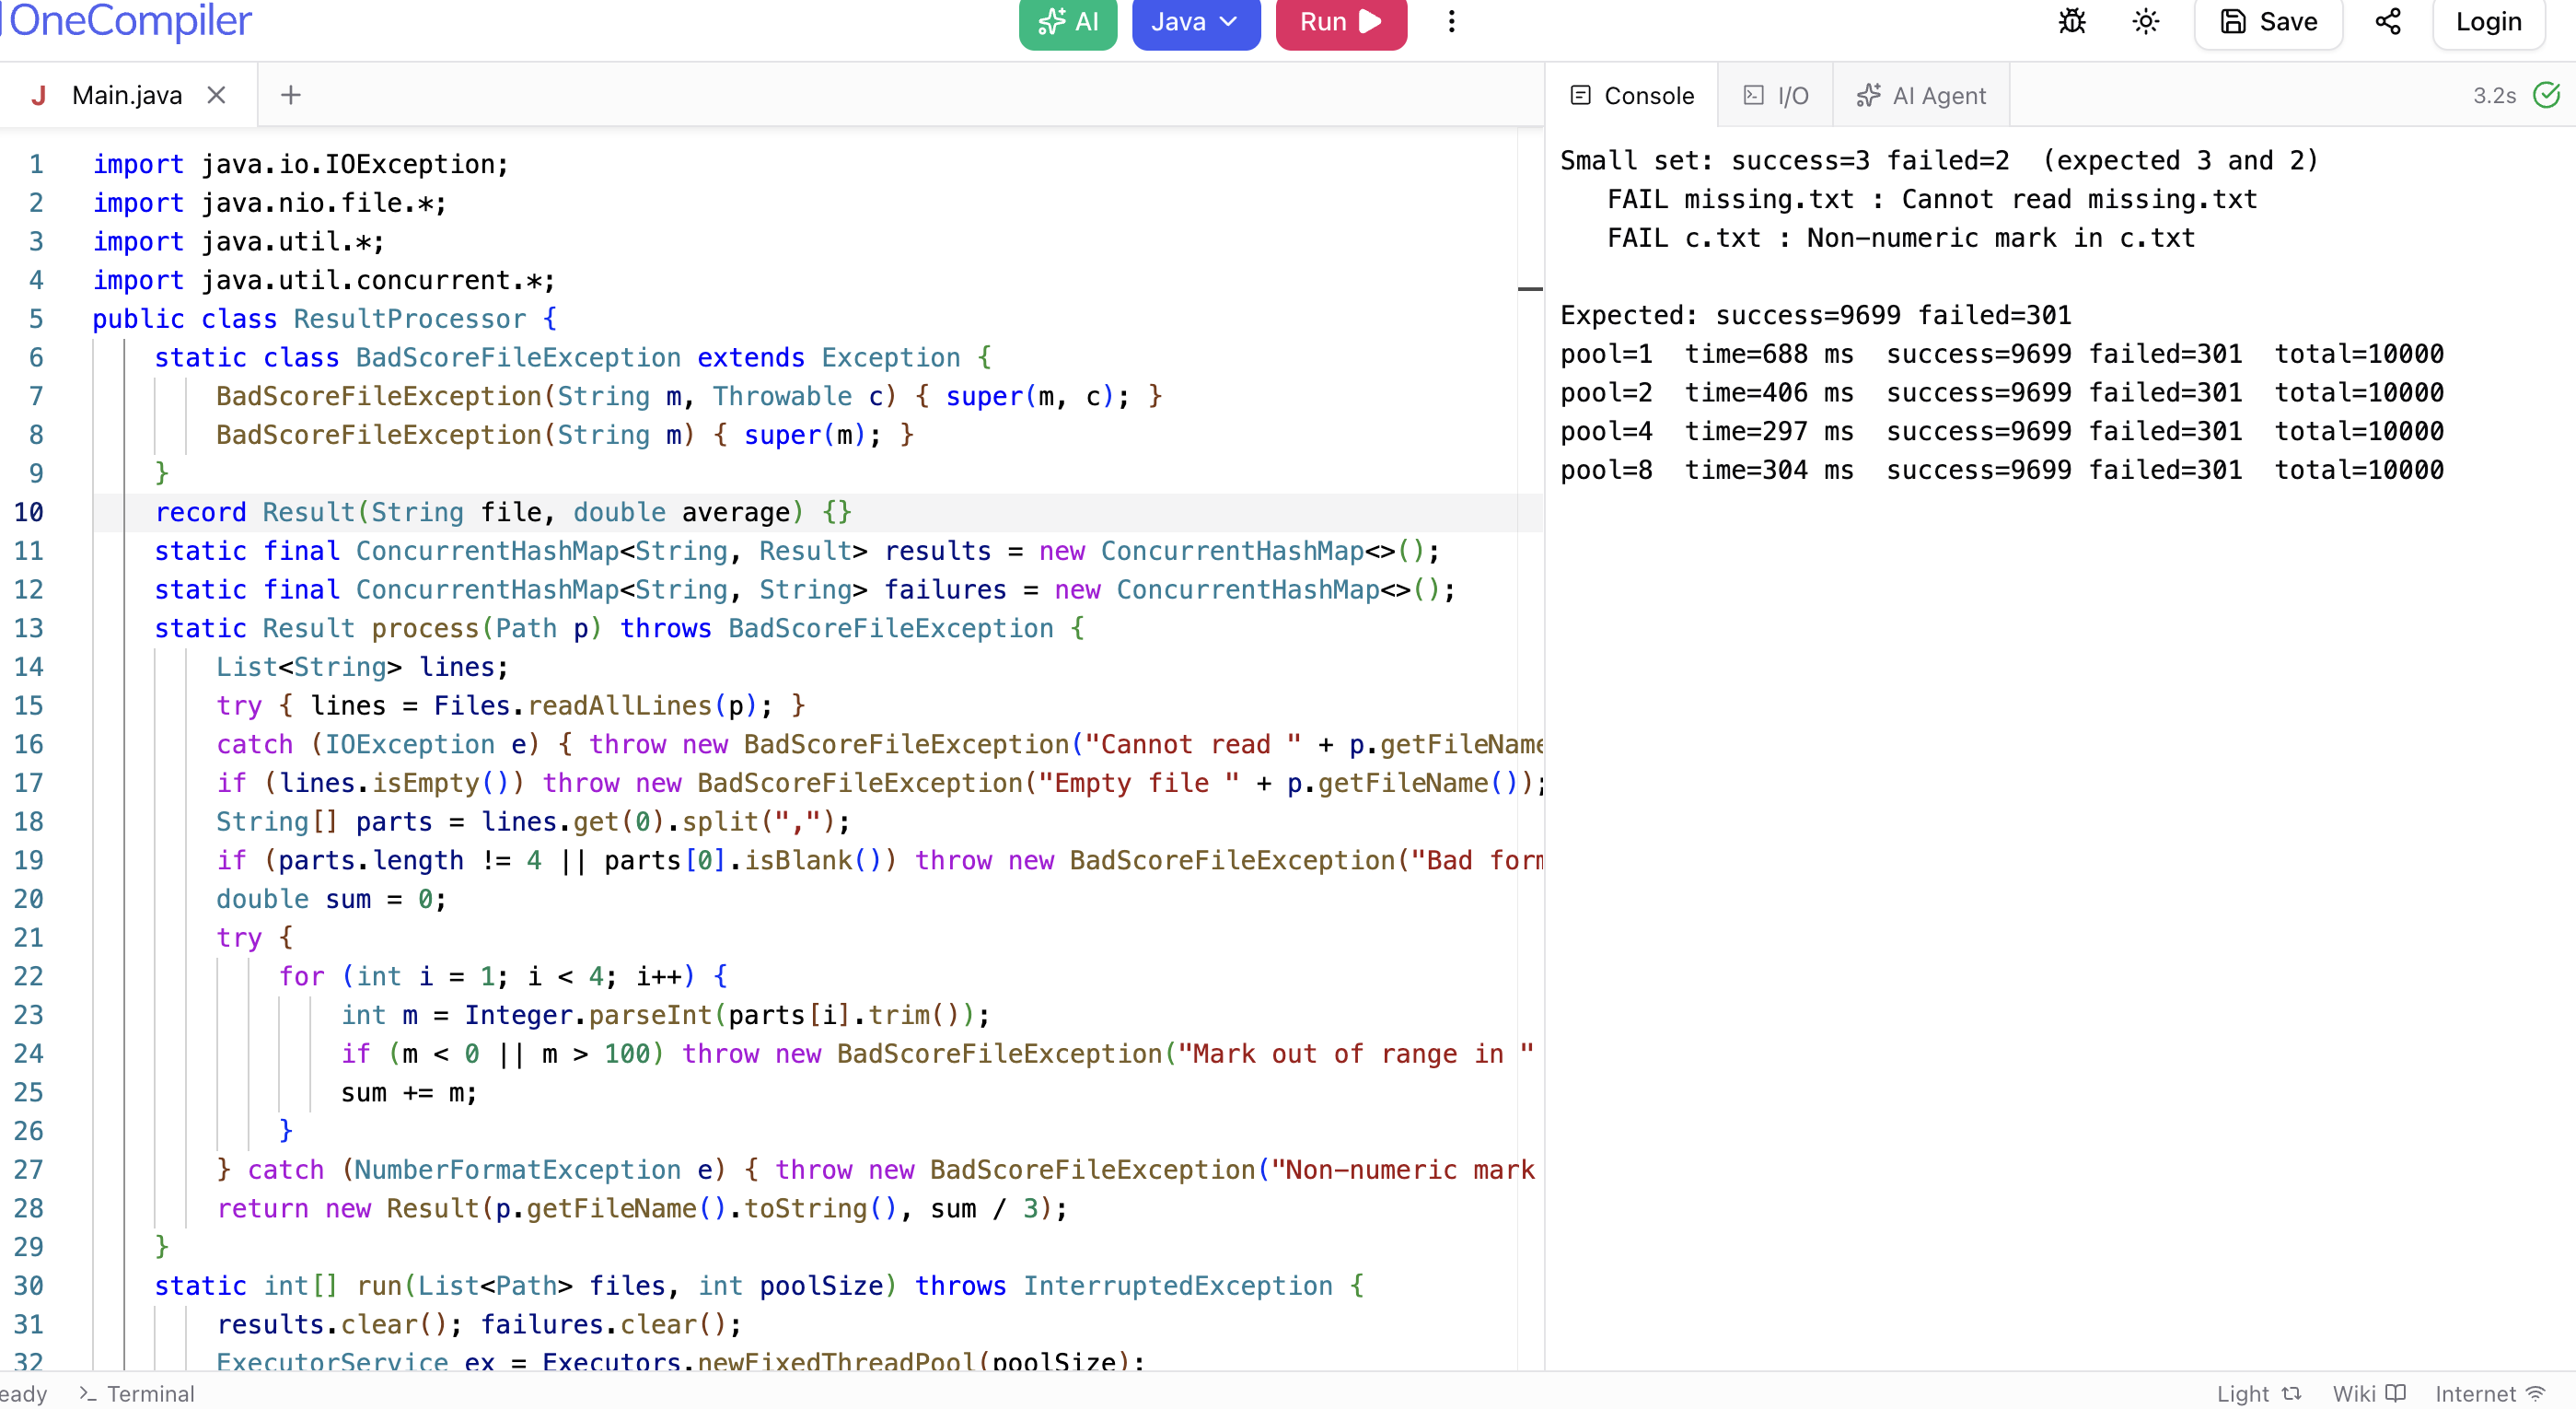 OneCompiler
AI
Java
Run
Save
Login
J Main.java
Console
I/O
AI Agent
3.2s
1 import java.io.IOException;
2 import java.nio.file.*;
3 import java.util.*;
4 import java.util.concurrent.*;
5 public class ResultProcessor {
6 static class BadScoreFileException extends Exception {
7 BadScoreFileException(String m, Throwable c) { super(m, c); }
8 BadScoreFileException(String m) { super(m); }
9 }
10 record Result(String file, double average) {}
11 static final ConcurrentHashMap<String, Result> results = new ConcurrentHashMap<>();
12 static final ConcurrentHashMap<String, String> failures = new ConcurrentHashMap<>();
13 static Result process(Path p) throws BadScoreFileException {
14 List<String> lines;
15 try { lines = Files.readAllLines(p); }
16 catch (IOException e) { throw new BadScoreFileException("Cannot read " + p.getFileName
17 if (lines.isEmpty()) throw new BadScoreFileException("Empty file " + p.getFileName());
18 String[] parts = lines.get(0).split(",");
19 if (parts.length != 4 || parts[0].isBlank()) throw new BadScoreFileException("Bad form
20 double sum = 0;
21 try {
22 for (int i = 1; i < 4; i++) {
23 int m = Integer.parseInt(parts[i].trim());
24 if (m < 0 || m > 100) throw new BadScoreFileException("Mark out of range in "
25 sum += m;
26 }
27 } catch (NumberFormatException e) { throw new BadScoreFileException("Non-numeric mark
28 return new Result(p.getFileName().toString(), sum / 3);
29 }
30 static int[] run(List<Path> files, int poolSize) throws InterruptedException {
31 results.clear(); failures.clear();
32 ExecutorService ex = Executors.newFixedThreadPool(poolSize);
Small set: success=3 failed=2  (expected 3 and 2)
FAIL missing.txt : Cannot read missing.txt
FAIL c.txt : Non-numeric mark in c.txt
Expected: success=9699 failed=301
pool=1  time=688 ms  success=9699 failed=301  total=10000
pool=2  time=406 ms  success=9699 failed=301  total=10000
pool=4  time=297 ms  success=9699 failed=301  total=10000
pool=8  time=304 ms  success=9699 failed=301  total=10000
eady
Terminal
Light
Wiki
Internet